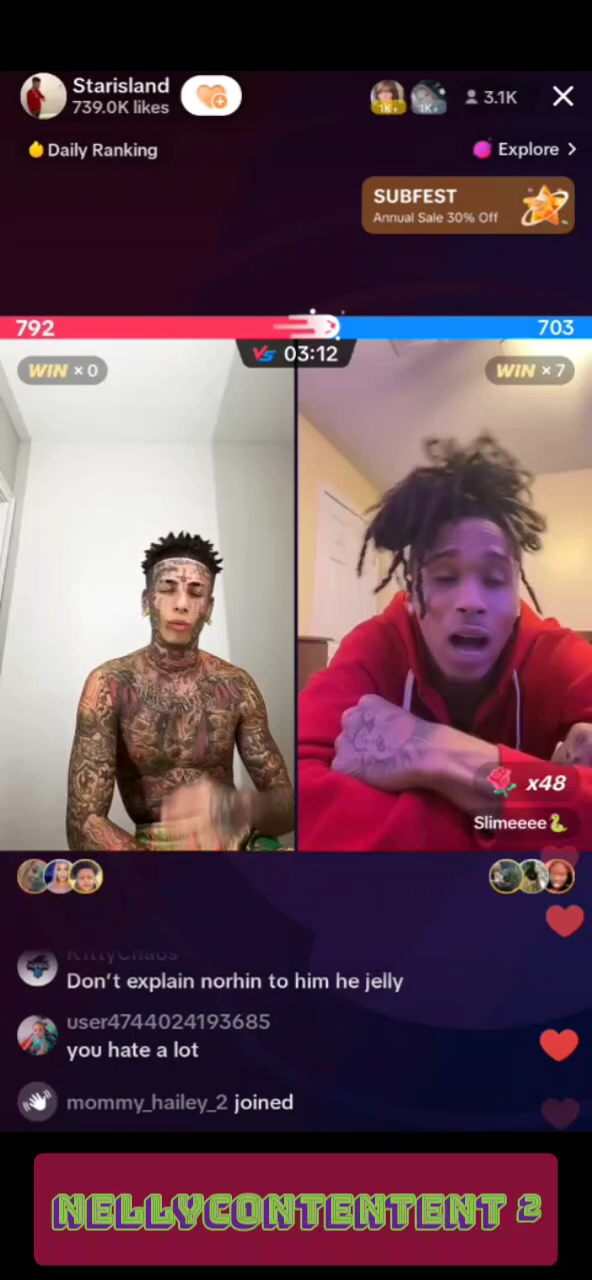 Starisland
739.0K likes
1K+
1K+
3.1K
Daily Ranking
Explore >
SUBFEST
Annual Sale 30% Off
792
703
VS 03:12
WIN × 0
WIN × 7
x48
Slimeeee🐍
KittyChaos
Don't explain norhin to him he jelly
user4744024193685
you hate a lot
mommy_hailey_2 joined
NELLYCONTENTENT 2